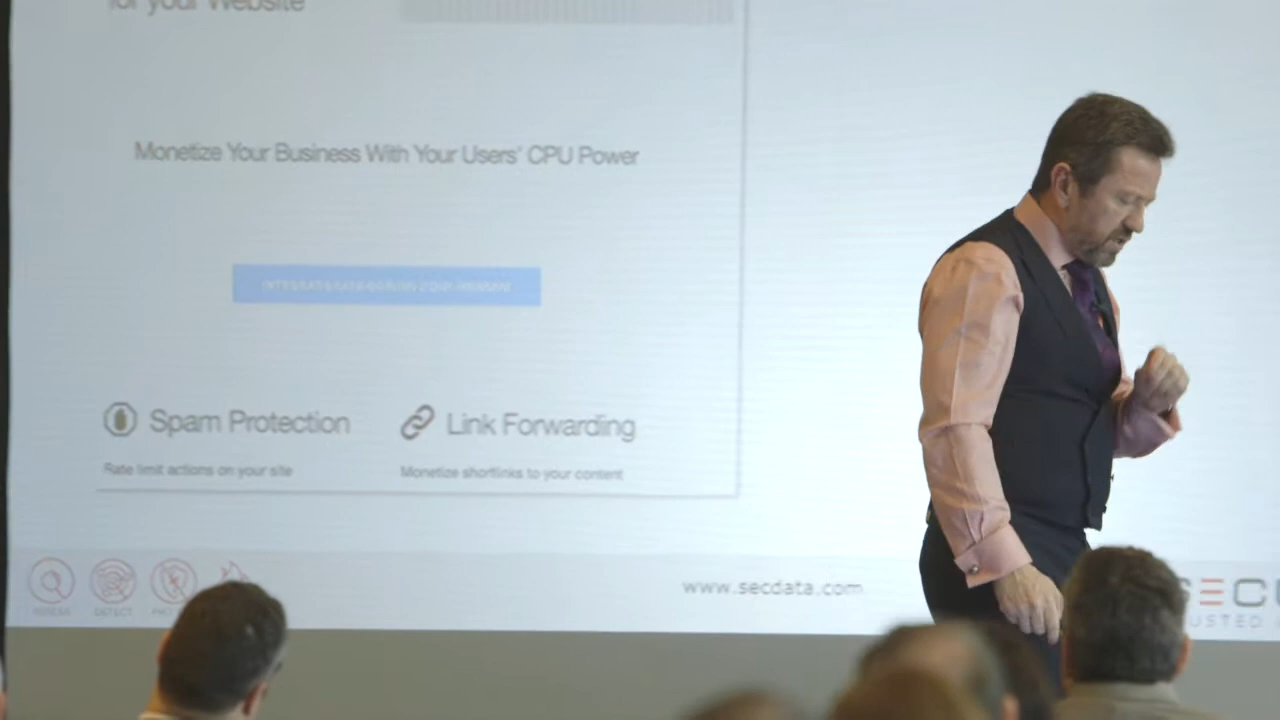 for your Website
Monetize Your Business With Your Users' CPU Power
Spam Protection
Link Forwarding
Rate limit actions on your site
Monetize shortlinks to your content
DETECT
www.secdata.com